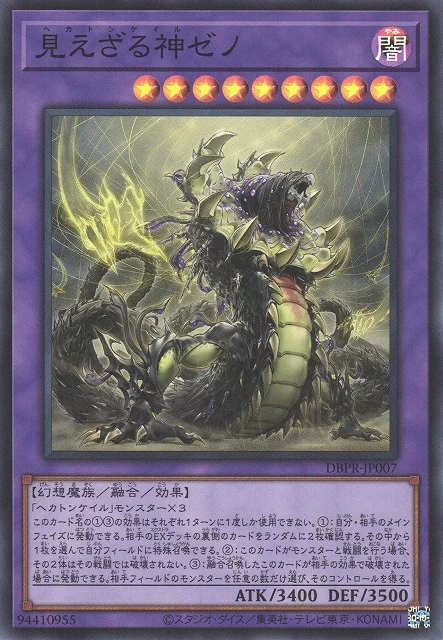 ヘカトンケイル
見えざる神ゼノ
闇
DBPR-JP007
【幻想魔族/融合/効果】
「ヘカトンケイル」モンスター×3
このカード名の①③の効果はそれぞれ1ターンに1度しか使用できない。①:自分・相手のメイン
フェイズに発動できる。相手のEXデッキの裏側のカードをランダムに2枚確認する。その中から
1枚を選んで自分フィールドに特殊召喚できる。②:このカードがモンスターと戦闘を行う場合、
その2体はその戦闘では破壊されない。③:融合召喚したこのカードが相手の効果で破壊された
場合に発動できる。相手フィールドのモンスターを任意の数だけ選び、そのコントロールを得る。
ATK/3400 DEF/3500
94410955
©スタジオ・ダイス/集英社・テレビ東京・KONAMI